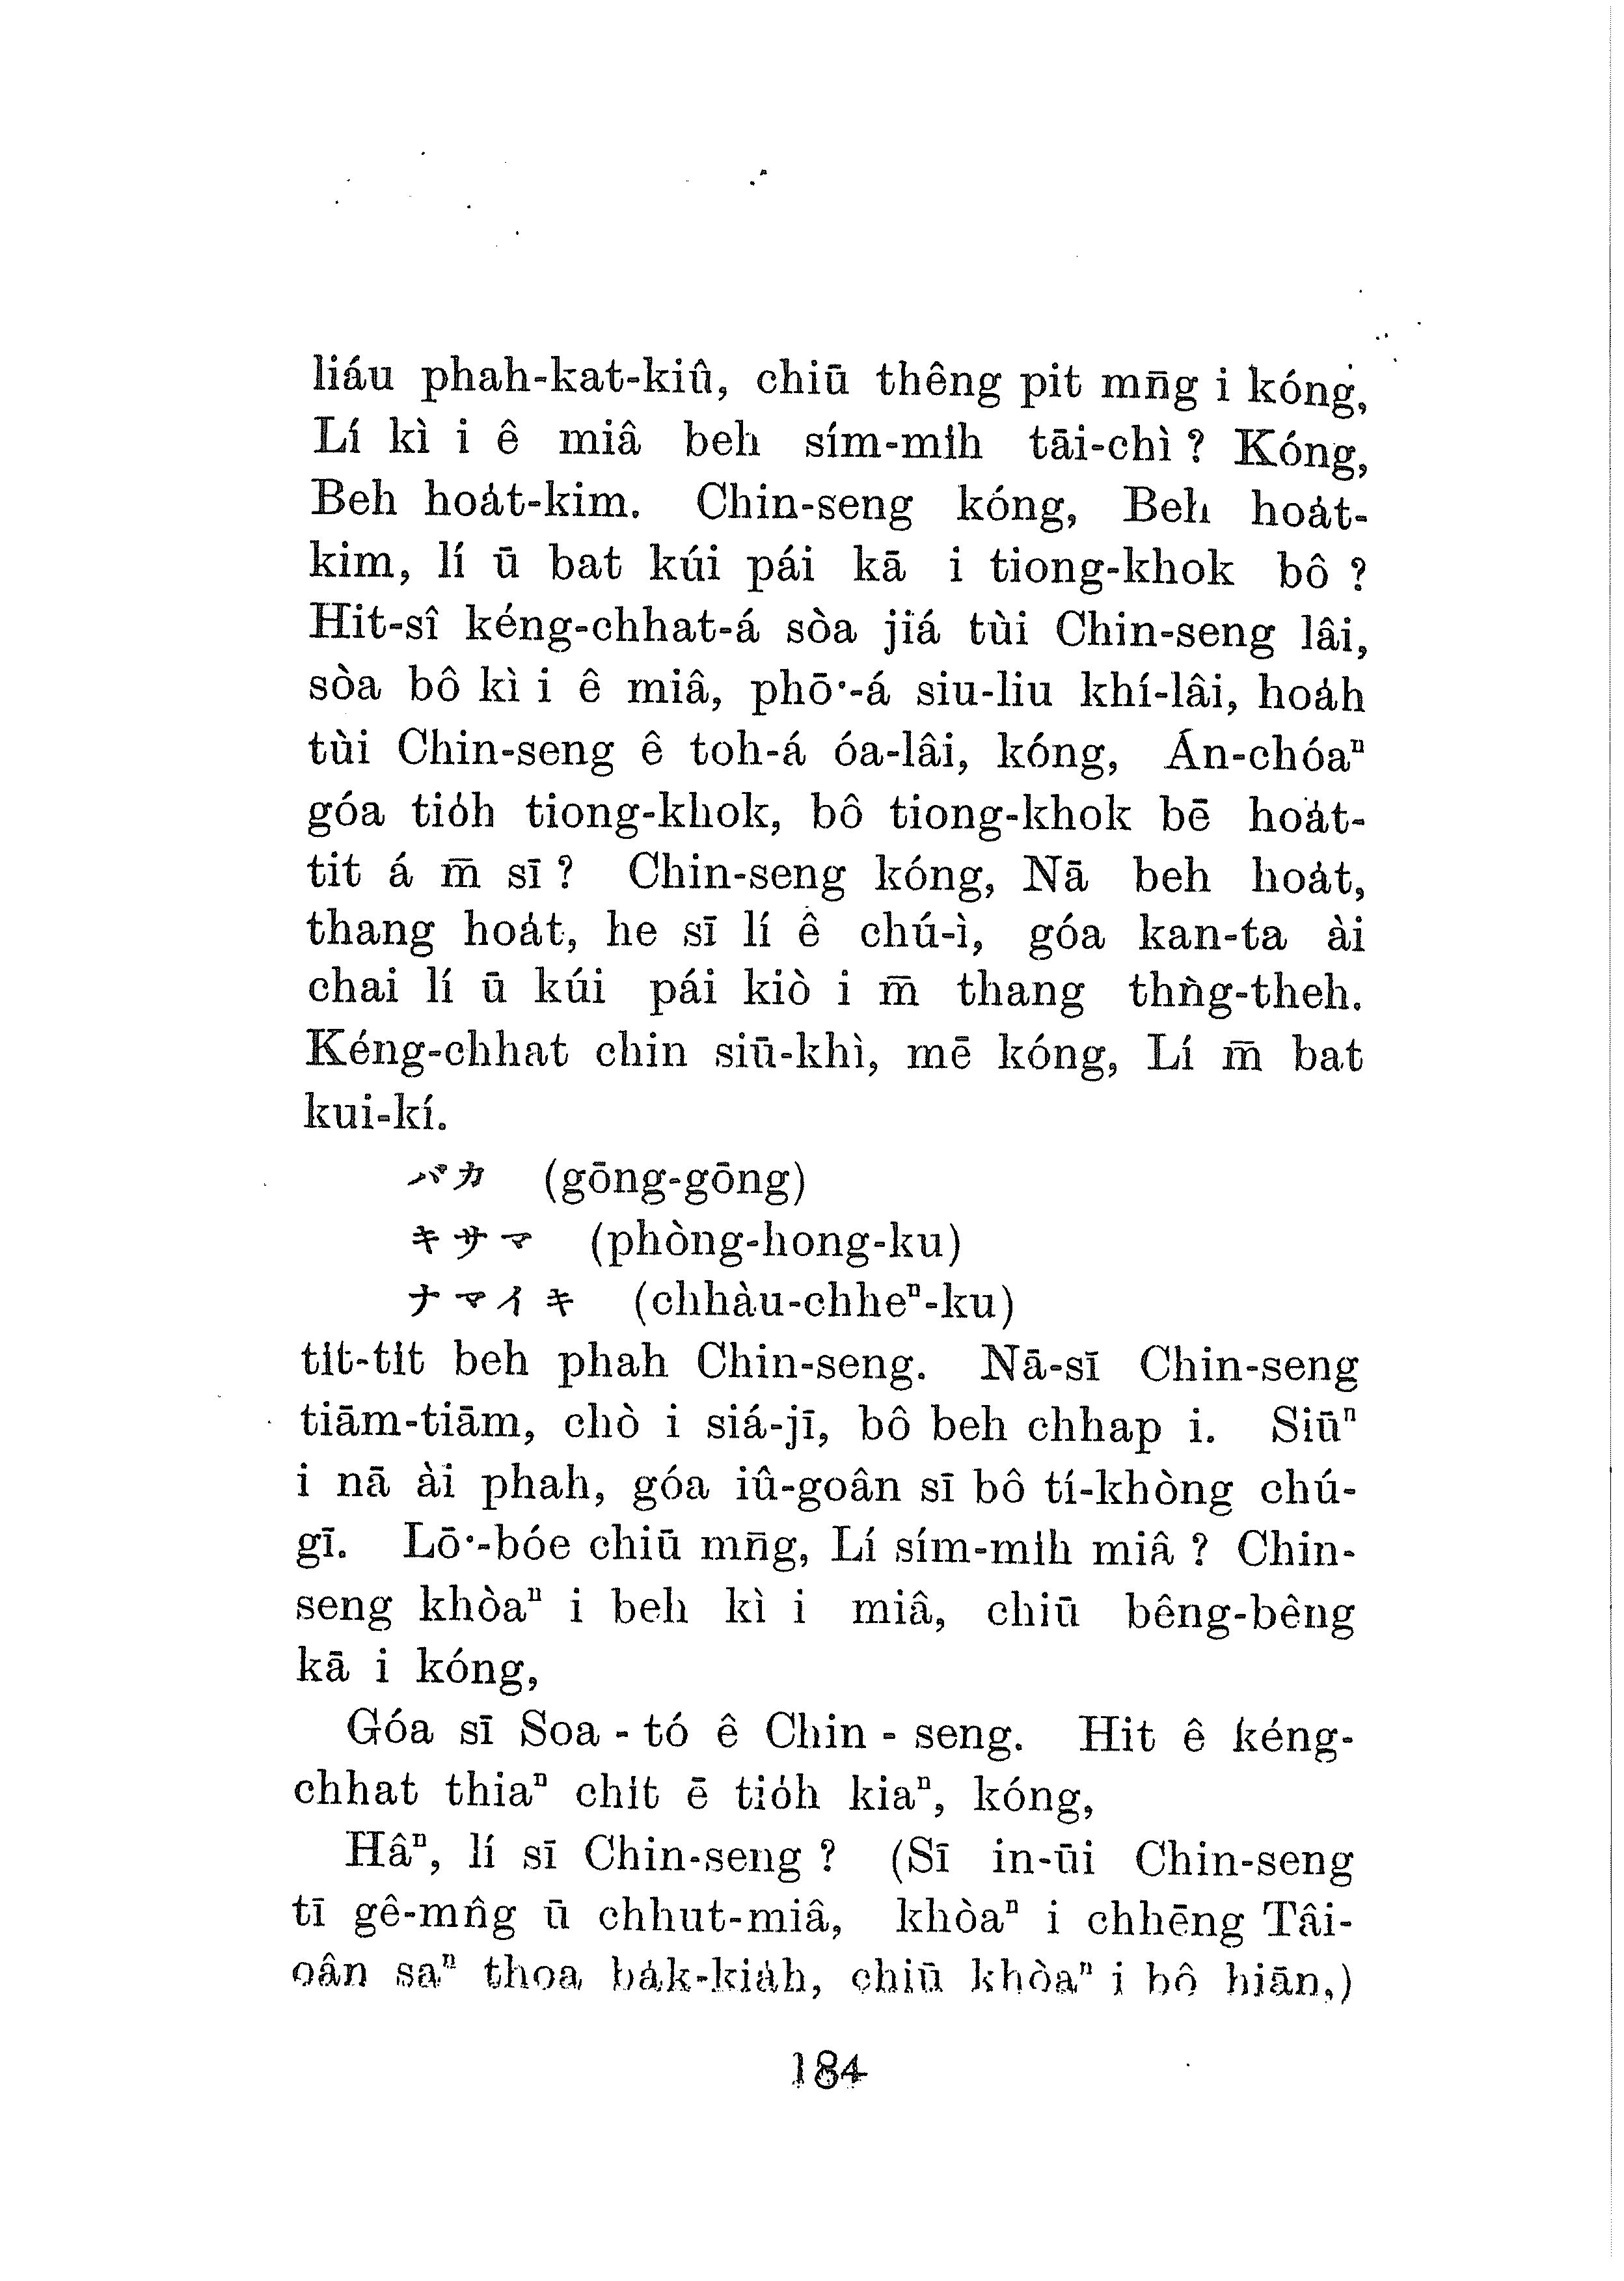 liáu phah-kat-kiû, chiū thêng pit mn̄g i kóng,
Lí kì i ê miâ beh sím-mi̍h tāi-chì ? Kóng,
Beh hoa̍t-kim. Chin-seng kóng, Beh hoa̍t-
kim, lí ū bat kúi pái kā i tiong-khok bô ?
Hit-sî kéng-chhat-á sòa jiá tùi Chin-seng lâi,
sòa bô kì i ê miâ, phō͘-á siu-liu khí-lâi, hoa̍h
tùi Chin-seng ê toh-á óa-lâi, kóng, Án-chóaⁿ
góa tio̍h tiong-khok, bô tiong-khok bē hoa̍t-
tit á m̄ sī ? Chin-seng kóng, Nā beh hoa̍t,
thang hoa̍t, he sī lí ê chú-ì, góa kan-ta ài
chai lí ū kúi pái kiò i m̄ thang thǹg-theh.
Kéng-chhat chin siū-khì, mē kóng, Lí m̄ bat
kui-kí.
バカ (gōng-gōng)
キサマ (phòng-hong-ku)
ナマイキ (chhàu-chheⁿ-ku)
ti̍t-ti̍t beh phah Chin-seng. Nā-sī Chin-seng
tiām-tiām, chò i siá-jī, bô beh chhap i. Siūⁿ
i nā ài phah, góa iû-goân sī bô tí-khòng chú-
gī. Lō͘-bóe chiū mn̄g, Lí sím-mi̍h miâ ? Chin-
seng khòaⁿ i beh kì i miâ, chiū bêng-bêng
kā i kóng,
Góa sī Soa - tó ê Chin - seng. Hit ê kéng-
chhat thiaⁿ chi̍t ē tio̍h kiaⁿ, kóng,
Hâⁿ, lí sī Chin-seng ? (Sī in-ūi Chin-seng
tī gê-mn̂g ū chhut-miâ, khòaⁿ i chhēng Tâi-
oân saⁿ thoa ba̍k-kia̍h, chiū khòaⁿ i bô hiān,)
184